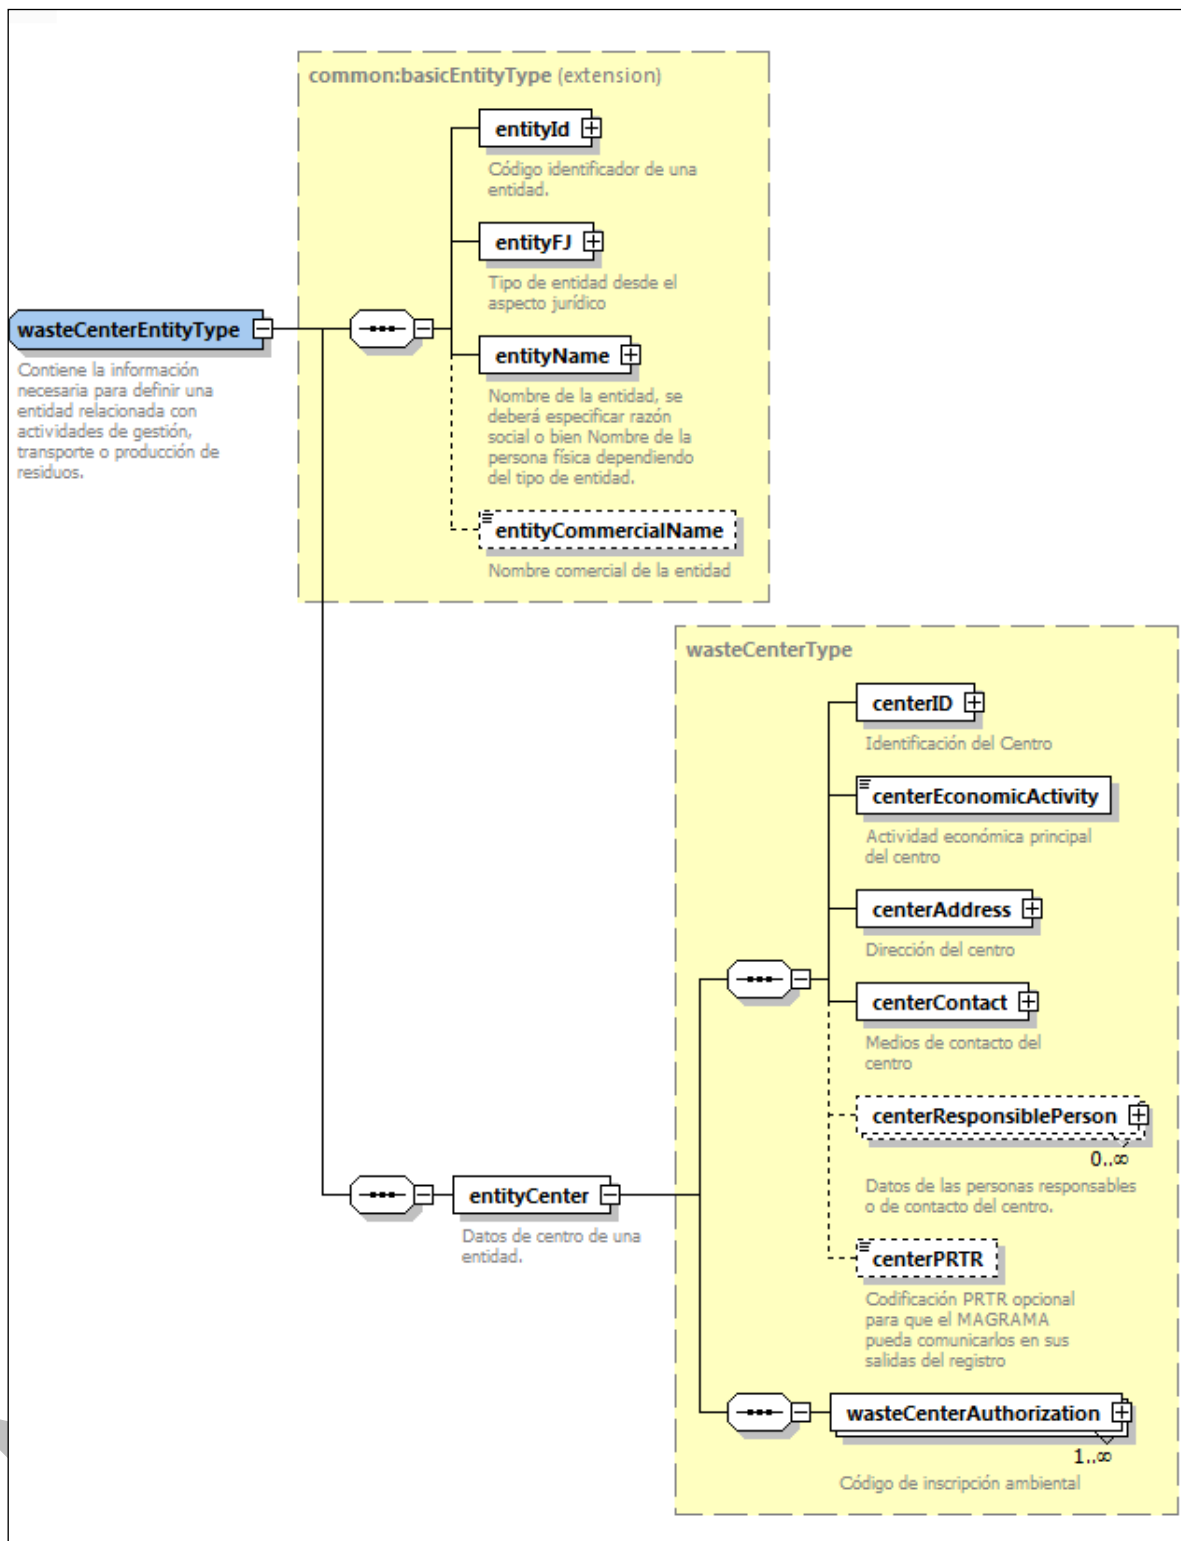 common:basicEntityType (extension)
entityId
Código identificador de una
entidad.
entityFJ
Tipo de entidad desde el
aspecto jurídico
wasteCenterEntityType
Contiene la información
necesaria para definir una
entidad relacionada con
actividades de gestión,
transporte o producción de
residuos.
entityName
Nombre de la entidad, se
deberá especificar razón
social o bien Nombre de la
persona física dependiendo
del tipo de entidad.
entityCommercialName
Nombre comercial de la entidad
wasteCenterType
centerID
Identificación del Centro
centerEconomicActivity
Actividad económica principal
del centro
centerAddress
Dirección del centro
centerContact
Medios de contacto del
centro
centerResponsiblePerson
0..∞
Datos de las personas responsables
o de contacto del centro.
entityCenter
Datos de centro de una
entidad.
centerPRTR
Codificación PRTR opcional
para que el MAGRAMA
pueda comunicarlos en sus
salidas del registro
wasteCenterAuthorization
1..∞
Código de inscripción ambiental